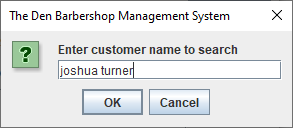 The Den Barbershop Management System
Enter customer name to search
joshua turner
OK Cancel